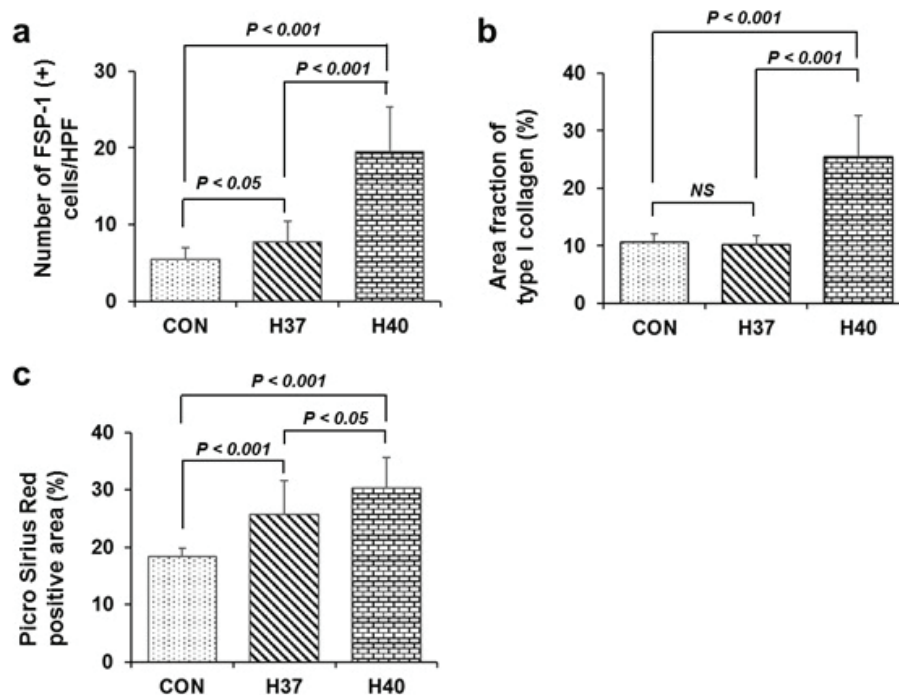 a
P < 0.001
P < 0.001
P < 0.05
Number of FSP-1 (+)
cells/HPF
30
20
10
0
CON H37 H40
b
P < 0.001
P < 0.001
NS
Area fraction of
type I collagen (%)
40
30
20
10
0
CON H37 H40
c
P < 0.001
P < 0.05
P < 0.001
Picro Sirius Red
positive area (%)
40
30
20
10
0
CON H37 H40